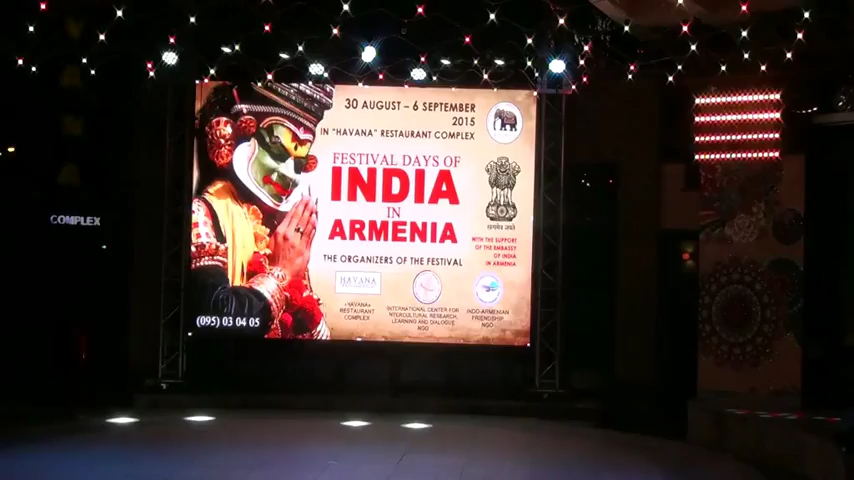 30 AUGUST – 6 SEPTEMBER
2015
IN "HAVANA" RESTAURANT COMPLEX
FESTIVAL DAYS OF
INDIA
IN
ARMENIA
सत्यमेव जयते
WITH THE SUPPORT
OF THE EMBASSY
OF INDIA
IN ARMENIA
THE ORGANIZERS OF THE FESTIVAL
HAVANA
«HAVANA»
RESTAURANT
COMPLEX
INTERNATIONAL CENTER FOR
INTERCULTURAL RESEARCH,
LEARNING AND DIALOGUE
NGO
INDO-ARMENIAN
FRIENDSHIP
NGO
(095) 03 04 05
COMPLEX